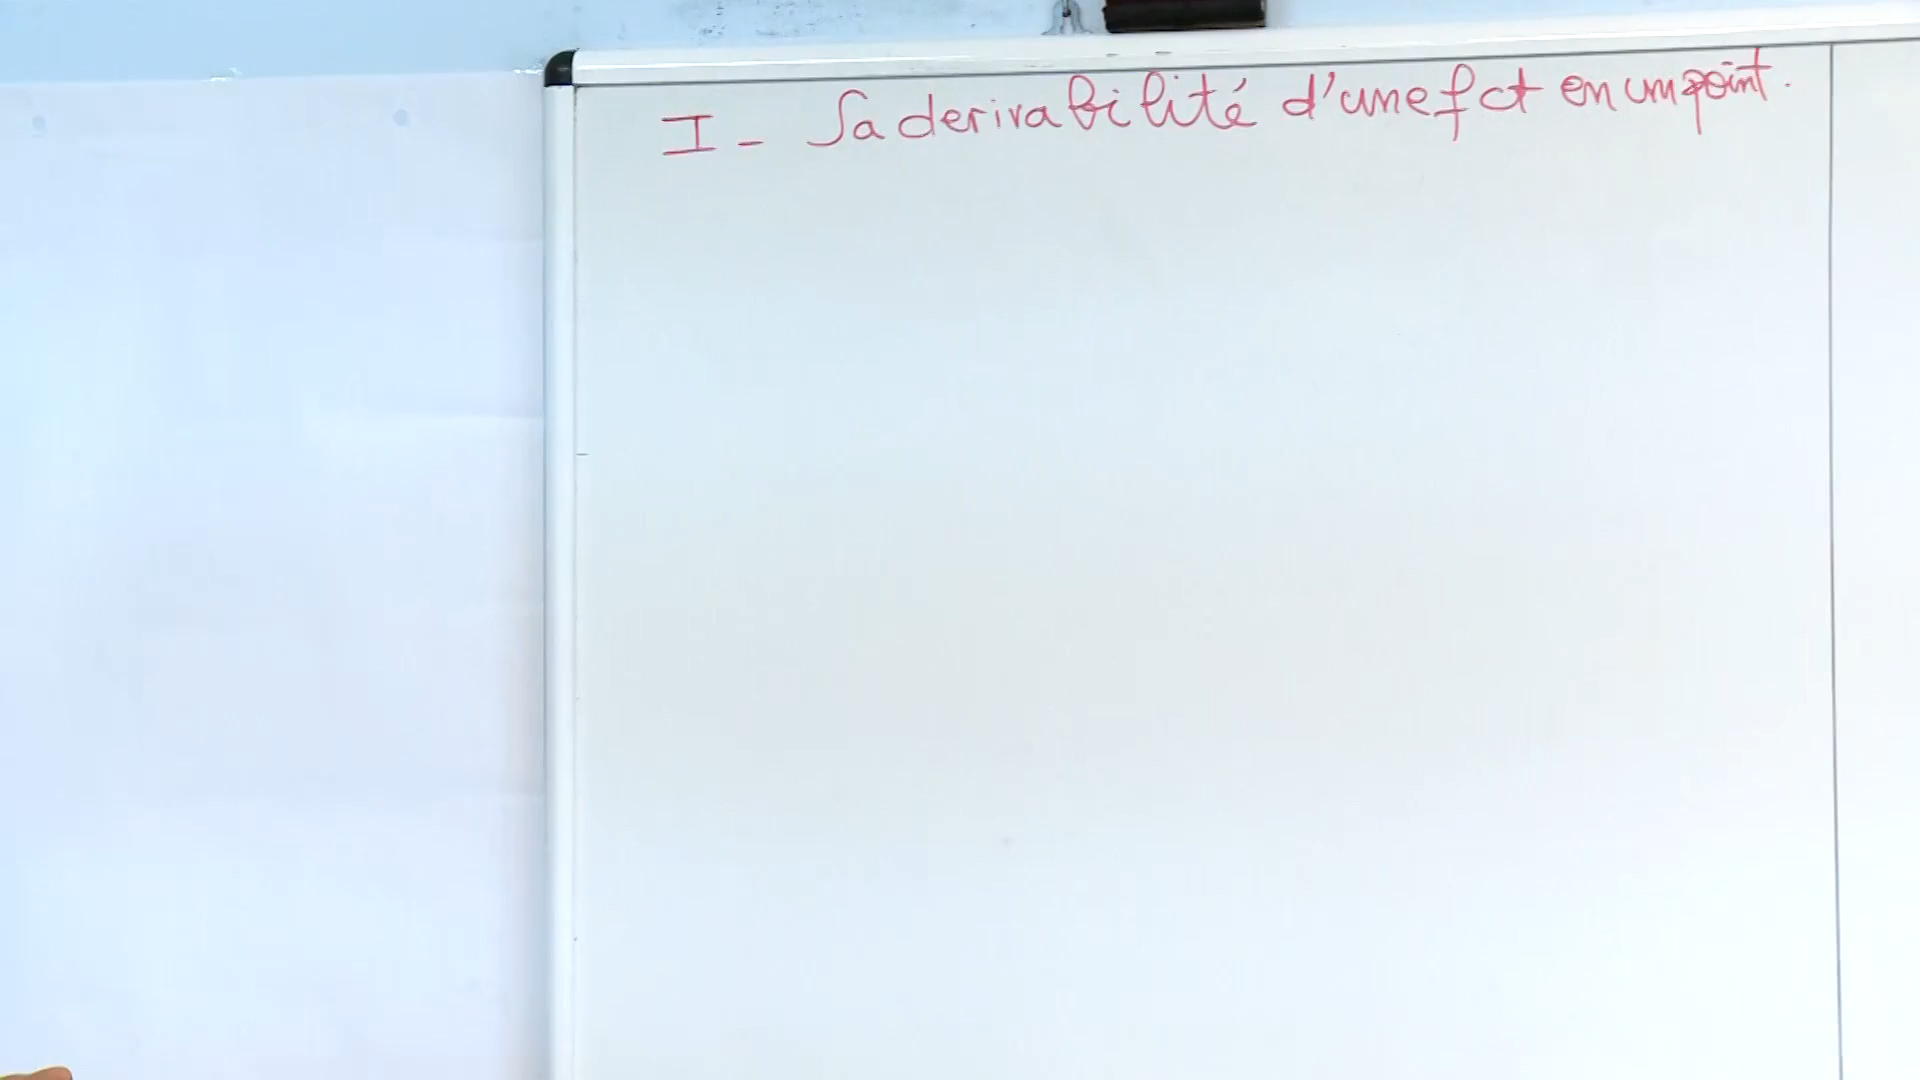 I - La derivabilité d'une fct en un point.